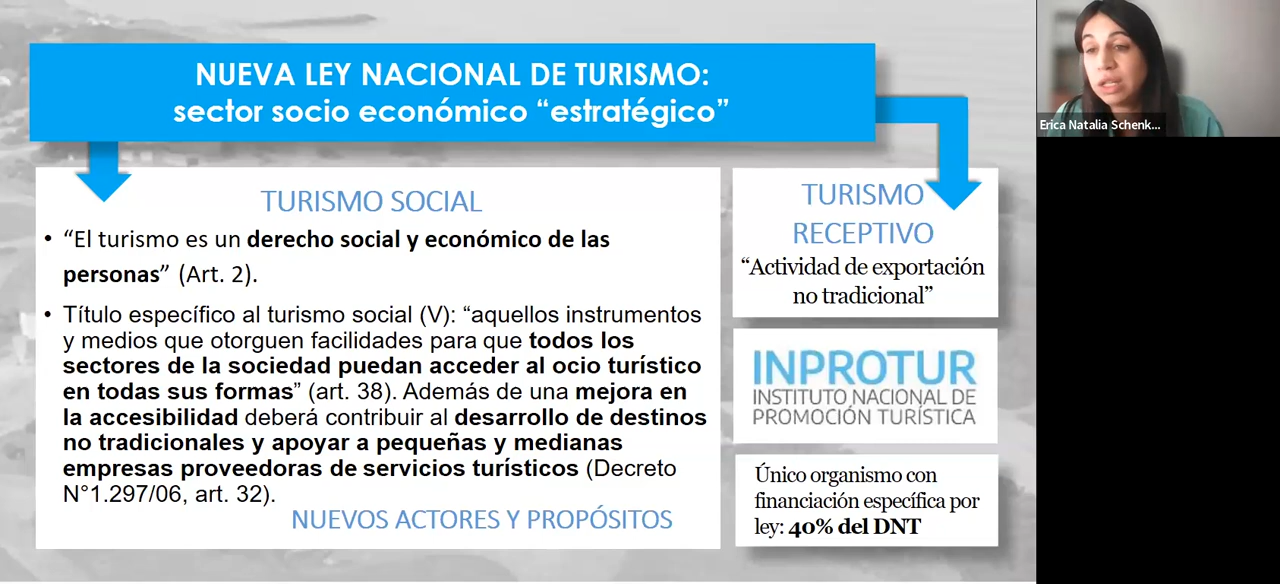 NUEVA LEY NACIONAL DE TURISMO:
sector socio económico “estratégico”
TURISMO SOCIAL
• “El turismo es un derecho social y económico de las
personas” (Art. 2).
• Título específico al turismo social (V): “aquellos instrumentos
y medios que otorguen facilidades para que todos los
sectores de la sociedad puedan acceder al ocio turístico
en todas sus formas” (art. 38). Además de una mejora en
la accesibilidad deberá contribuir al desarrollo de destinos
no tradicionales y apoyar a pequeñas y medianas
empresas proveedoras de servicios turísticos (Decreto
N°1.297/06, art. 32).
NUEVOS ACTORES Y PROPÓSITOS
TURISMO
RECEPTIVO
“Actividad de exportación
no tradicional”
INPROTUR
INSTITUTO NACIONAL DE
PROMOCIÓN TURÍSTICA
Único organismo con
financiación específica por
ley: 40% del DNT
Erica Natalia Schenk...